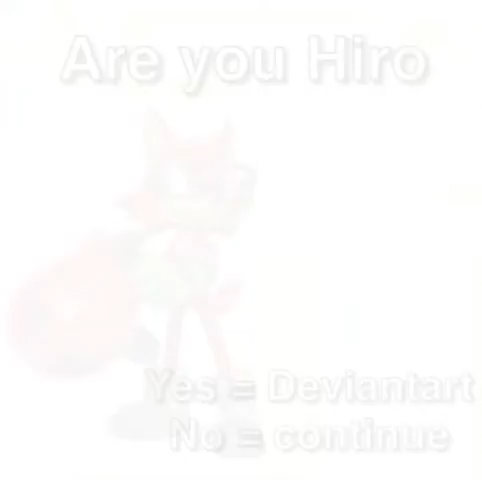 Are you Hiro
Yes = Deviantart
No = continue